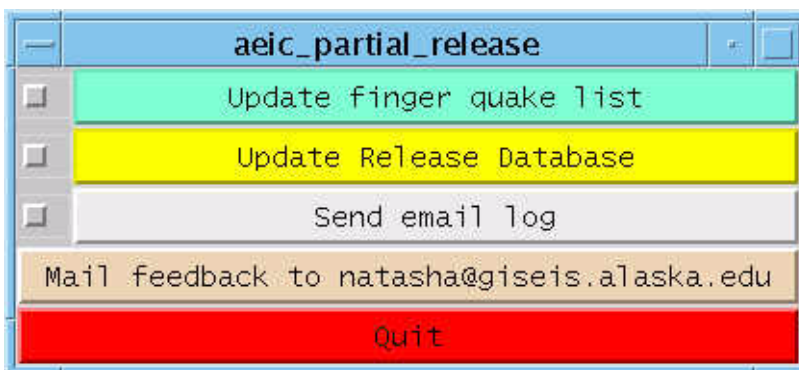 aeic_partial_release
Update finger quake list
Update Release Database
Send email log
Mail feedback to natasha@giseis.alaska.edu
Quit